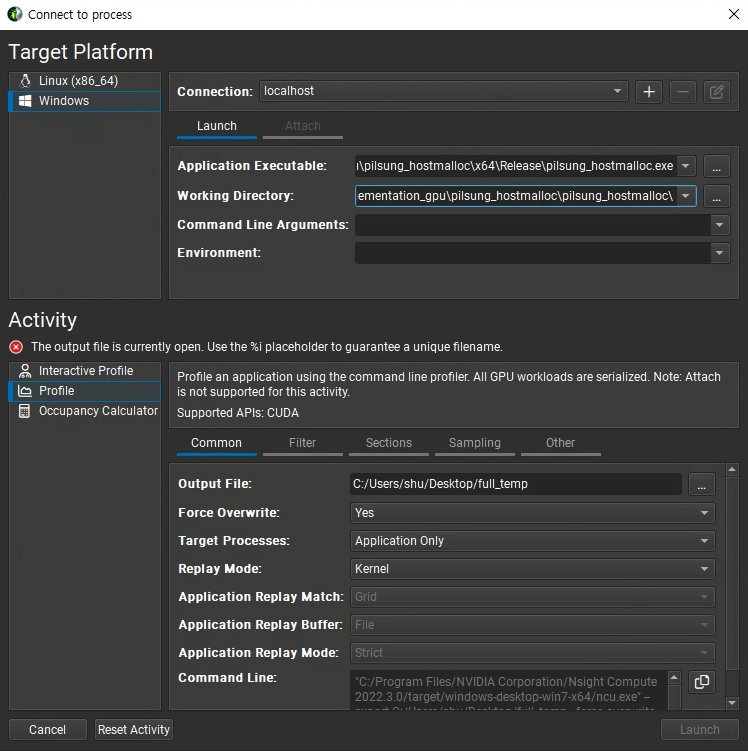 Connect to process
Target Platform
Linux (x86_64)
Windows
Connection:
localhost
Launch
Attach
Application Executable:
\pilsung_hostmalloc\x64\Release\pilsung_hostmalloc.exe
...
Working Directory:
ementation_gpu\pilsung_hostmalloc\pilsung_hostmalloc\
...
Command Line Arguments:
Environment:
Activity
The output file is currently open. Use the %i placeholder to guarantee a unique filename.
Interactive Profile
Profile
Occupancy Calculator
Profile an application using the command line profiler. All GPU workloads are serialized. Note: Attach
is not supported for this activity.
Supported APIs: CUDA
Common
Filter
Sections
Sampling
Other
Output File:
C:/Users/shu/Desktop/full_temp
...
Force Overwrite:
Yes
Target Processes:
Application Only
Replay Mode:
Kernel
Application Replay Match:
Grid
Application Replay Buffer:
File
Application Replay Mode:
Strict
Command Line:
"C:/Program Files/NVIDIA Corporation/Nsight Compute
2022.3.0/target/windows-desktop-win7-x64/ncu.exe" --
Cancel
Reset Activity
Launch